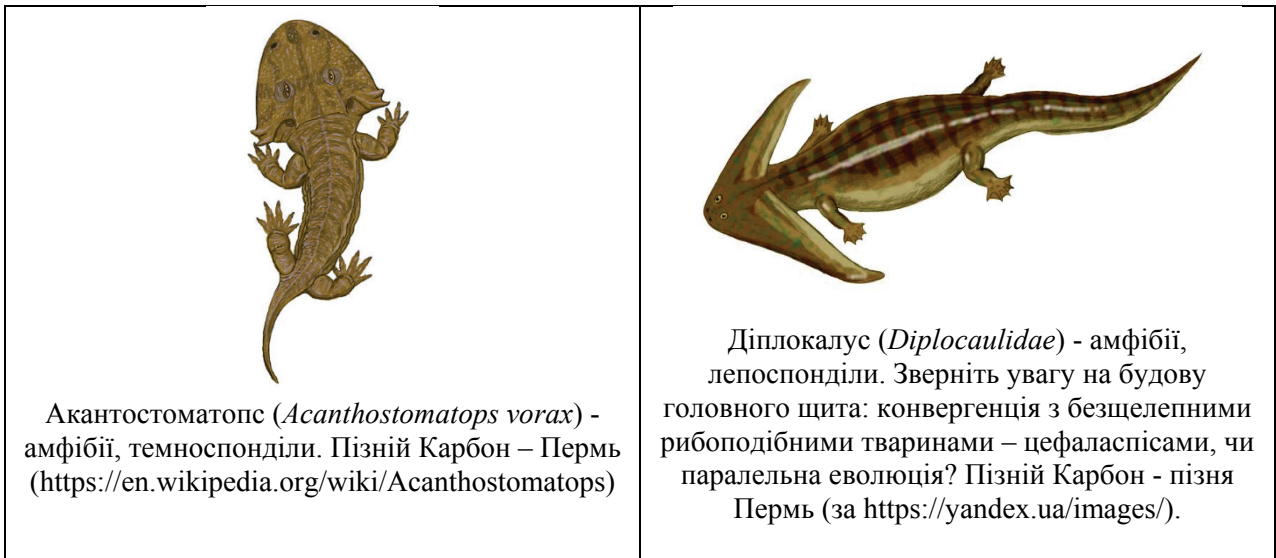 Акантостоматопс (Acanthostomatops vorax) -
амфібії, темноспонділи. Пізній Карбон – Пермь
(https://en.wikipedia.org/wiki/Acanthostomatops)
Діплокалус (Diplocaulidae) - амфібії,
лепоспонділи. Зверніть увагу на будову
головного щита: конвергенція з безщелепними
рибоподібними тваринами – цефаласпісами, чи
паралельна еволюція? Пізній Карбон - пізня
Пермь (за https://yandex.ua/images/).